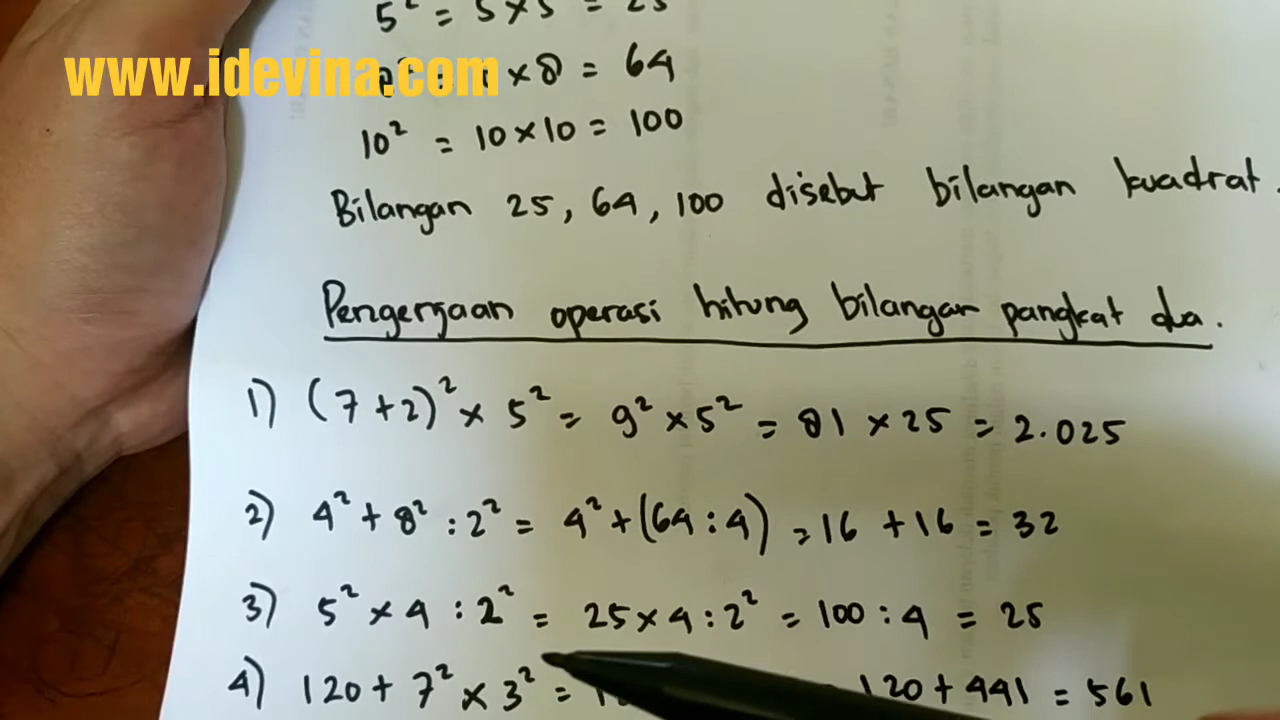 5² = 5 × 5 = 25
www.idevina.com
× 8 = 64
10² = 10 × 10 = 100
Bilangan 25, 64, 100 disebut bilangan kuadrat.
Pengerjaan operasi hitung bilangan pangkat dua.
1) (7 + 2)² × 5² = 9² × 5² = 81 × 25 = 2.025
2) 4² + 8² : 2² = 4² + (64 : 4) = 16 + 16 = 32
3) 5² × 4 : 2² = 25 × 4 : 2² = 100 : 4 = 25
4) 120 + 7² × 3² = = 120 + 441 = 561